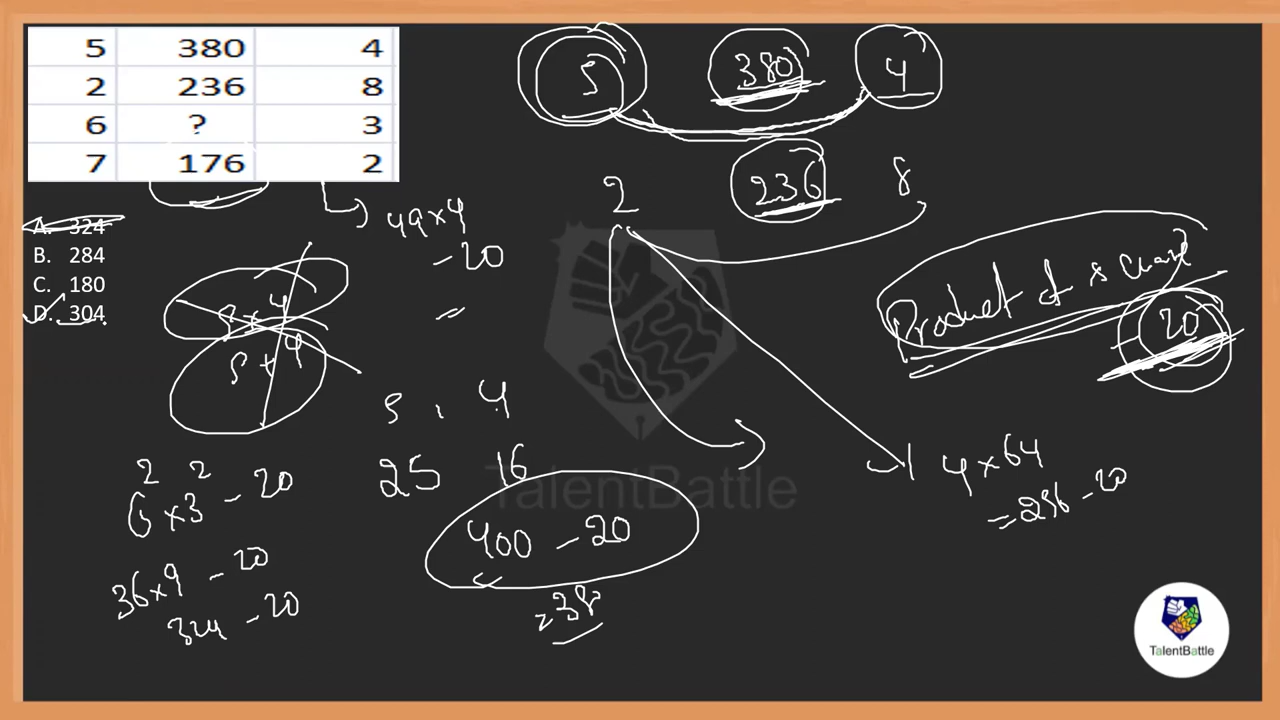 5 380 4
2 236 8
6 ? 3
7 176 2
A. 324
B. 284
C. 180
D. 304
5 380 4
2 236 8
49×4
-20
=
Product of
20
5 × 4
5 + 4
5 , 4
25 16
400 - 20
= 38
4×64
= 256 - 20
6² × 3² - 20
36×9 - 20
324 - 20
TalentBattle
TalentBattle